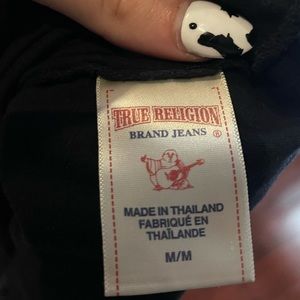 TRUE RELIGION
BRAND JEANS ®
MADE IN THAILAND
FABRIQUÉ EN
THAÏLANDE
M/M